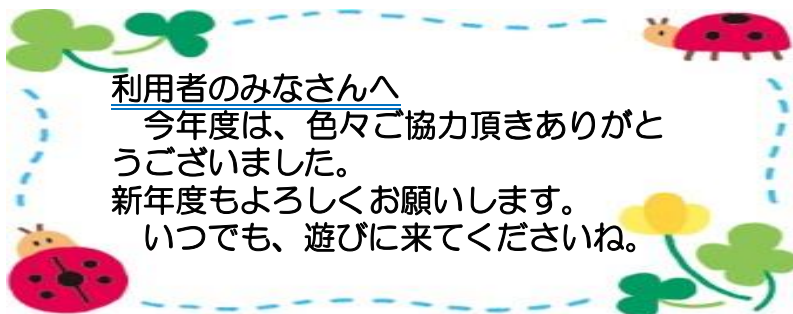 利用者のみなさんへ
　今年度は、色々ご協力頂きありがと
うございました。
新年度もよろしくお願いします。
　いつでも、遊びに来てくださいね。